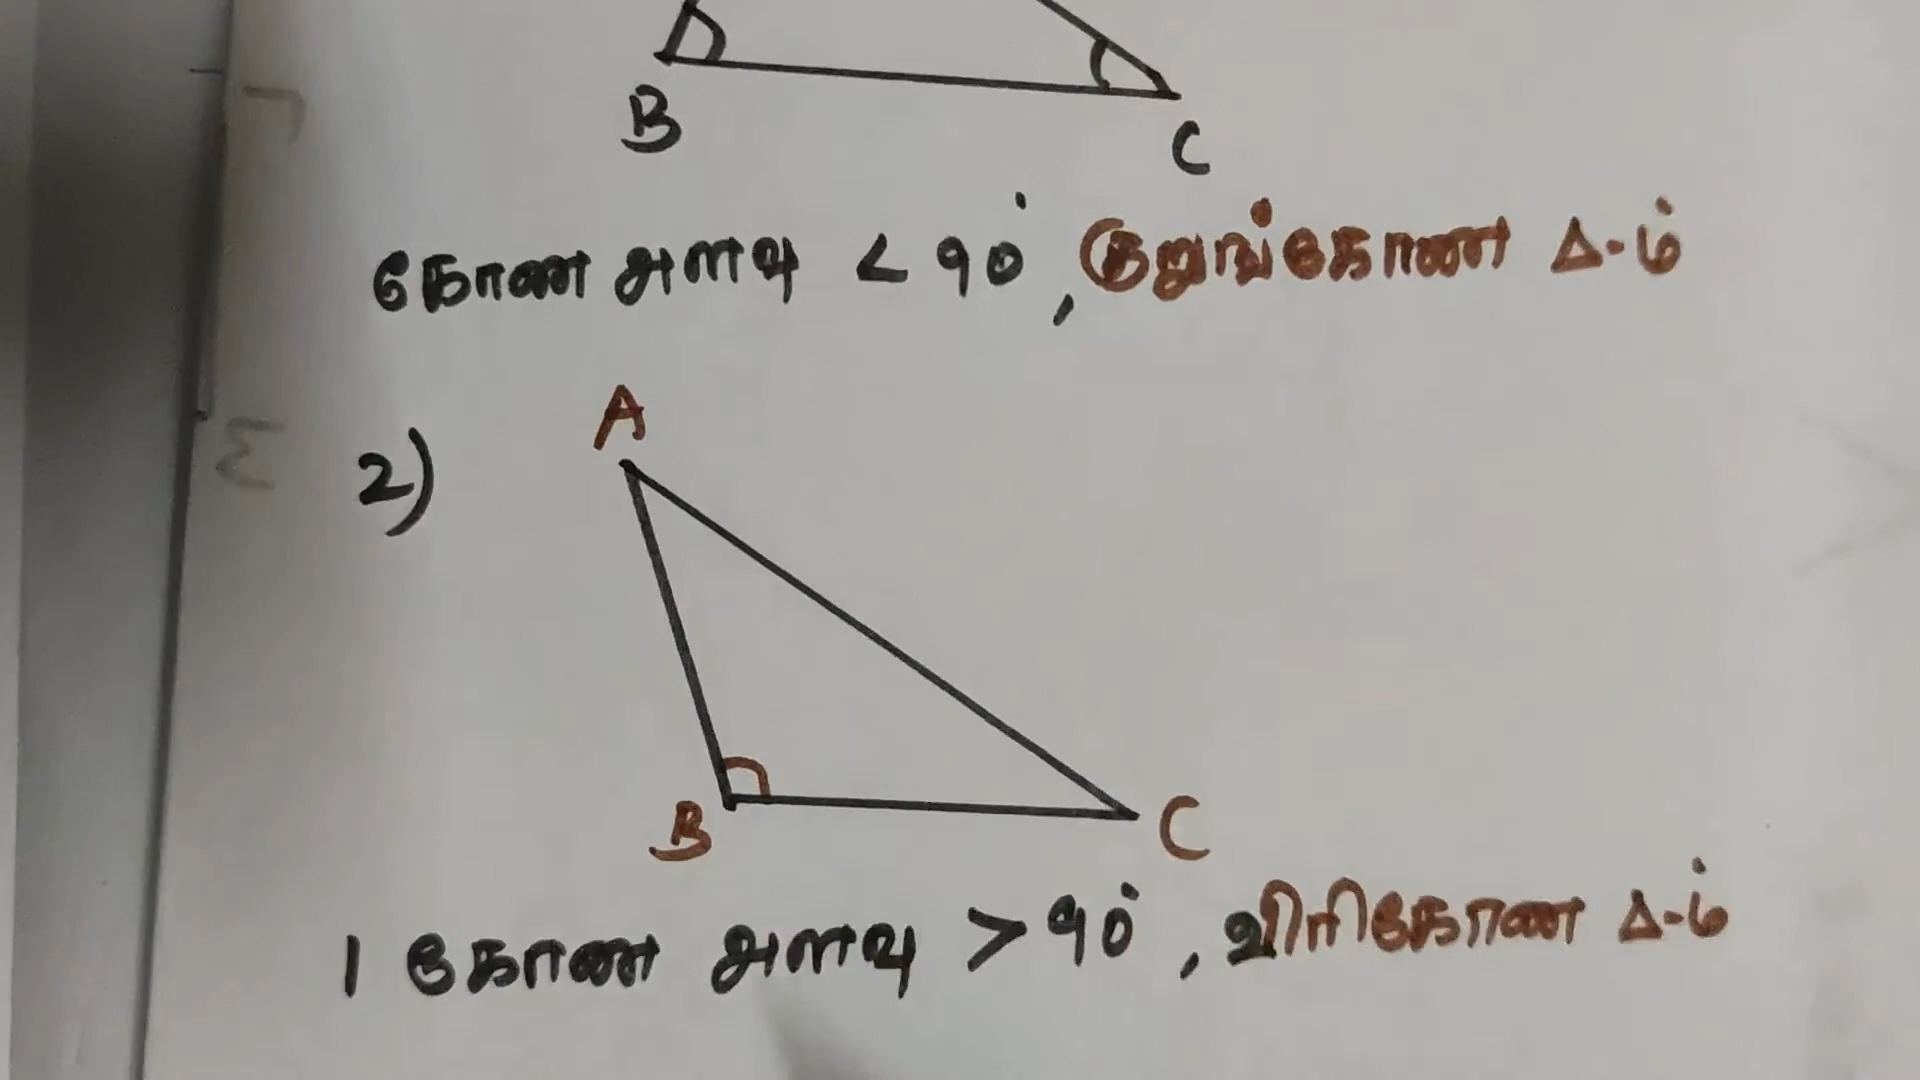 B
C
கோண அளவு < 90°, குறுங்கோண Δ-ம்
A
2)
B
C
1 கோண அளவு > 90°, விரிகோண Δ-ம்